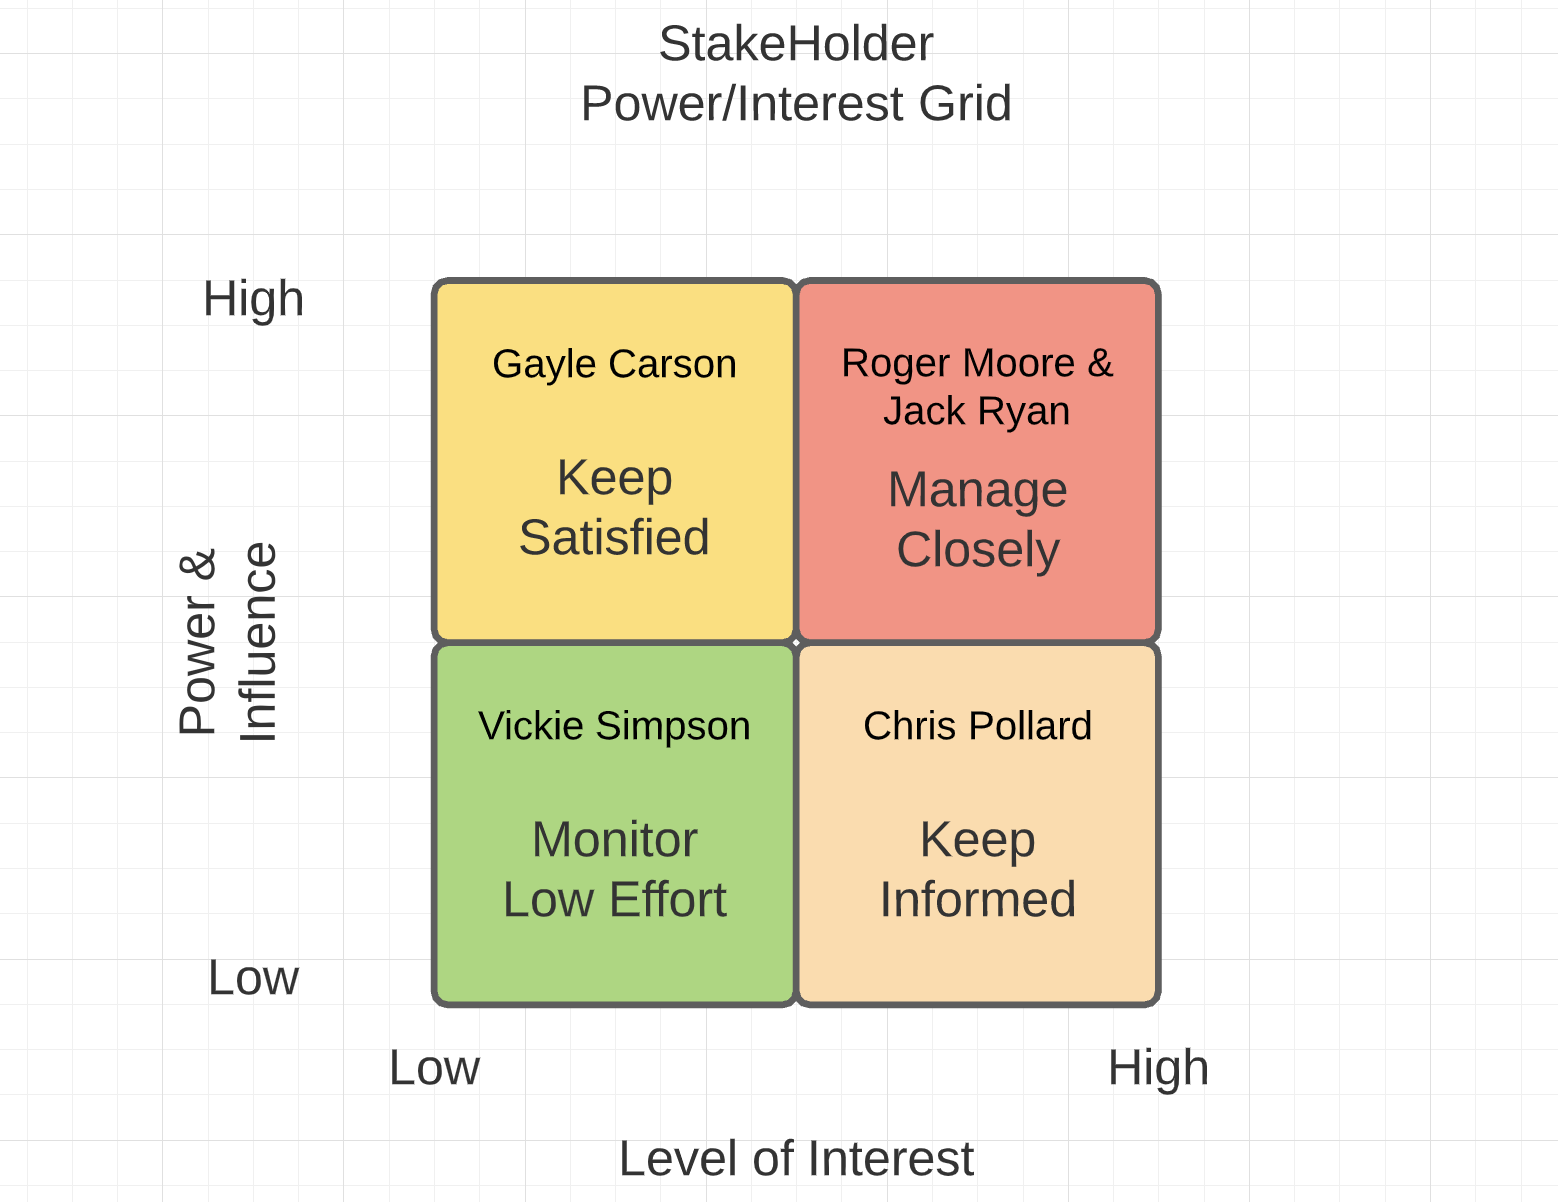 StakeHolder
Power/Interest Grid
High
Gayle Carson
Keep
Satisfied
Roger Moore &
Jack Ryan
Manage
Closely
Power &
Influence
Vickie Simpson
Monitor
Low Effort
Chris Pollard
Keep
Informed
Low
Low
High
Level of Interest